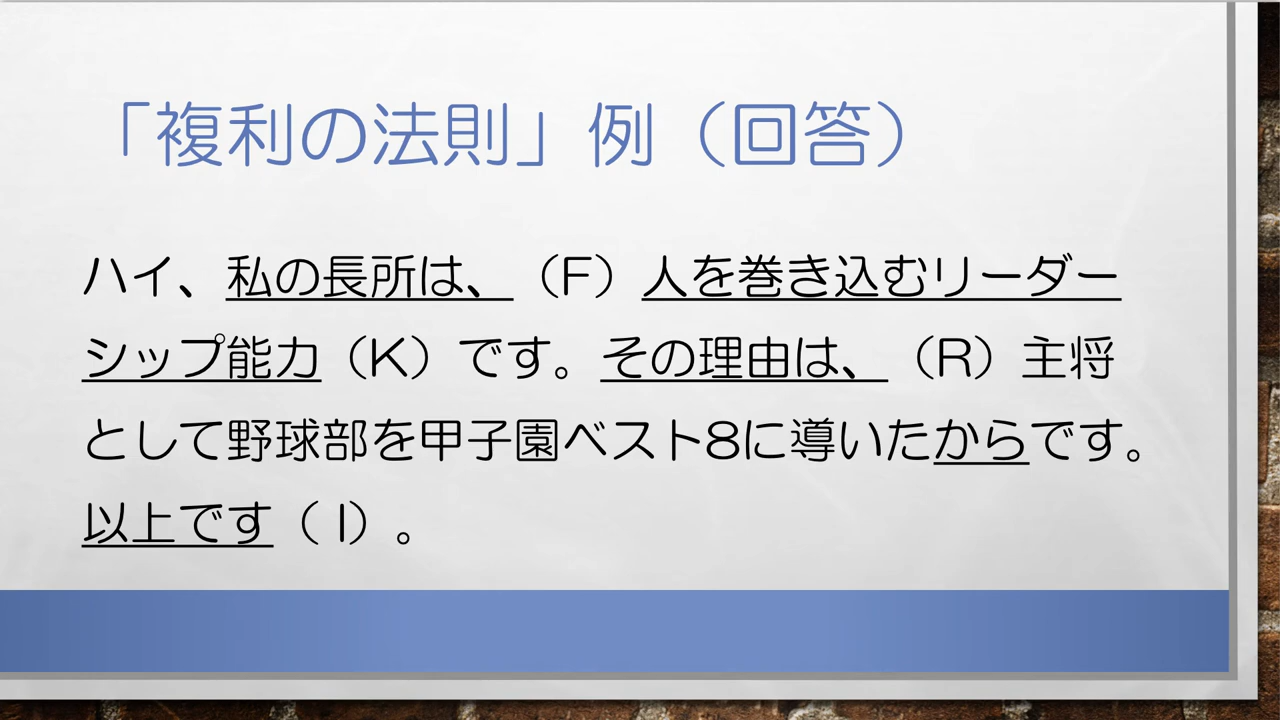 「複利の法則」例（回答）
ハイ、私の長所は、（F）人を巻き込むリーダー
シップ能力（K）です。その理由は、（R）主将
として野球部を甲子園ベスト8に導いたからです。
以上です（I）。